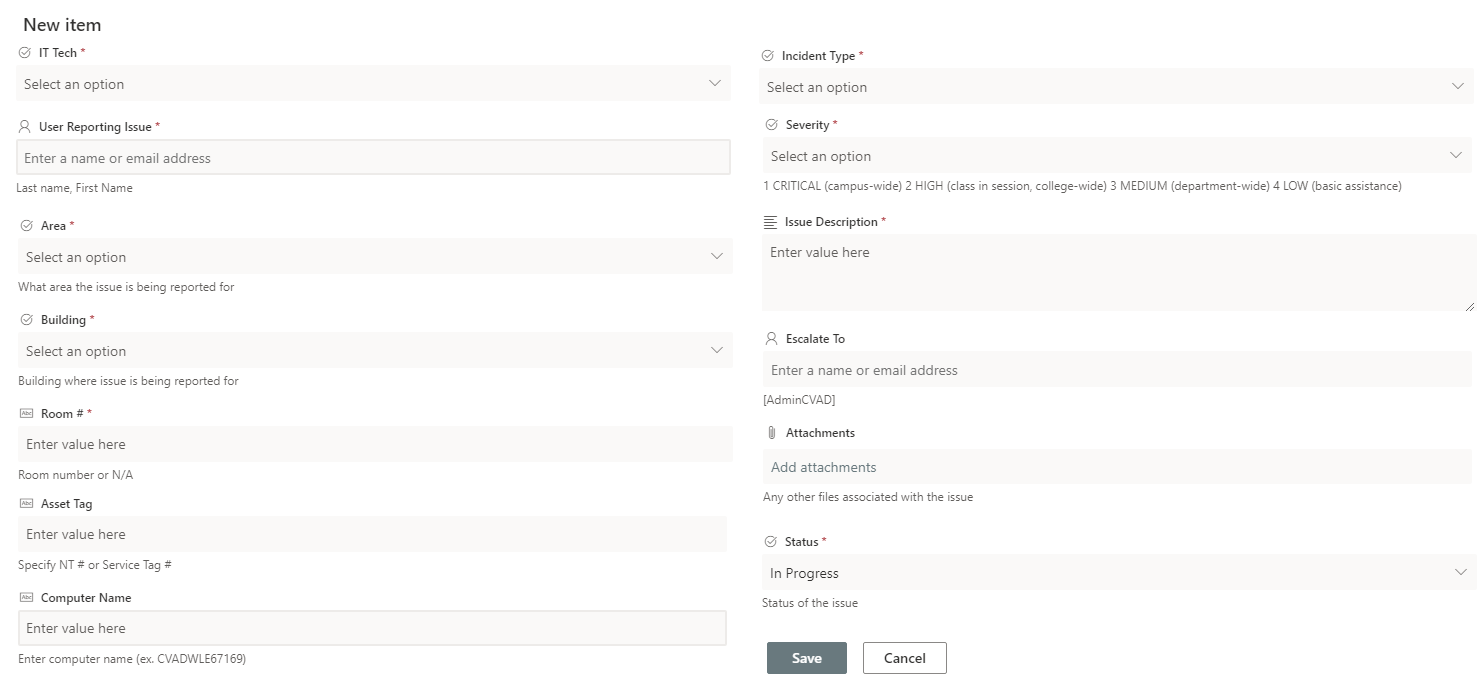 New item
IT Tech *
Select an option
User Reporting Issue *
Enter a name or email address
Last name, First Name
Area *
Select an option
What area the issue is being reported for
Building *
Select an option
Building where issue is being reported for
Abc Room # *
Enter value here
Room number or N/A
Abc Asset Tag
Enter value here
Specify NT # or Service Tag #
Abc Computer Name
Enter value here
Enter computer name (ex. CVADWLE67169)
Incident Type *
Select an option
Severity *
Select an option
1 CRITICAL (campus-wide) 2 HIGH (class in session, college-wide) 3 MEDIUM (department-wide) 4 LOW (basic assistance)
Issue Description *
Enter value here
Escalate To
Enter a name or email address
[AdminCVAD]
Attachments
Add attachments
Any other files associated with the issue
Status *
In Progress
Status of the issue
Save Cancel